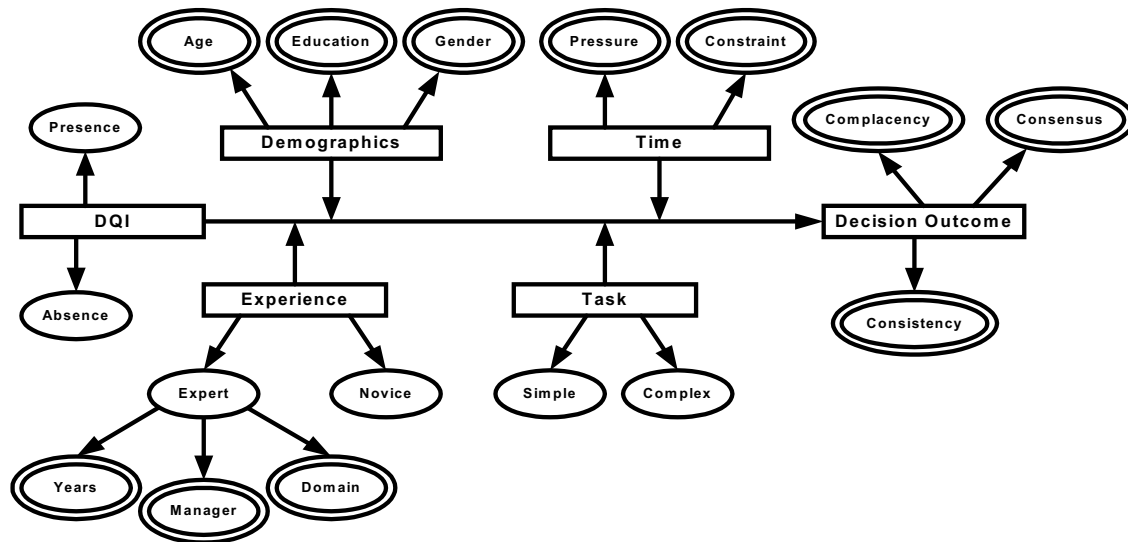 Age
Education
Gender
Pressure
Constraint
Presence
Demographics
Time
Complacency
Consensus
DQI
Decision Outcome
Absence
Experience
Task
Consistency
Expert
Novice
Simple
Complex
Years
Manager
Domain